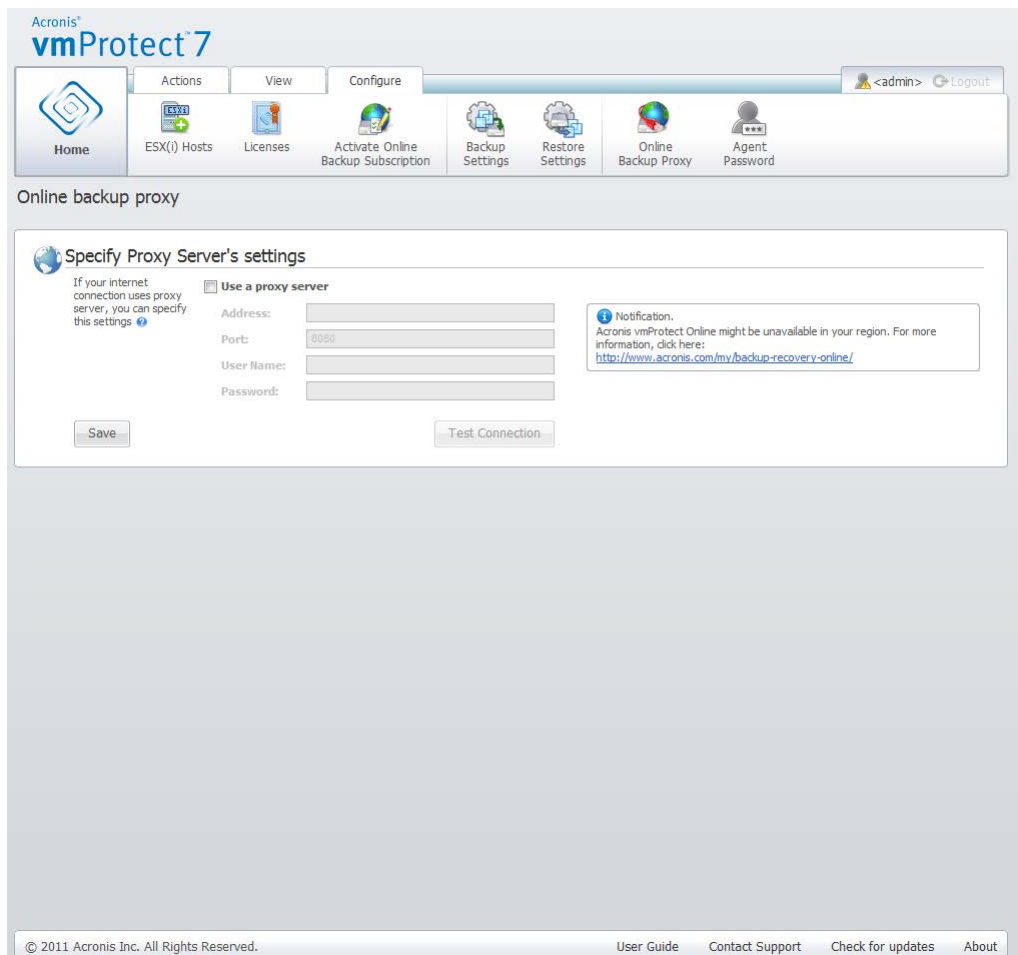 Acronis®
vmProtect™7
Actions
View
Configure
<admin>
Logout
Home
ESXi
ESX(i) Hosts
Licenses
Activate Online
Backup Subscription
Backup
Settings
Restore
Settings
Online
Backup Proxy
***
Agent
Password
Online backup proxy
Specify Proxy Server's settings
If your internet
connection uses proxy
server, you can specify
this settings ?
Use a proxy server
Address:
Port:
8080
User Name:
Password:
i Notification.
Acronis vmProtect Online might be unavailable in your region. For more
information, click here:
http://www.acronis.com/my/backup-recovery-online/
Save
Test Connection
© 2011 Acronis Inc. All Rights Reserved.
User Guide
Contact Support
Check for updates
About